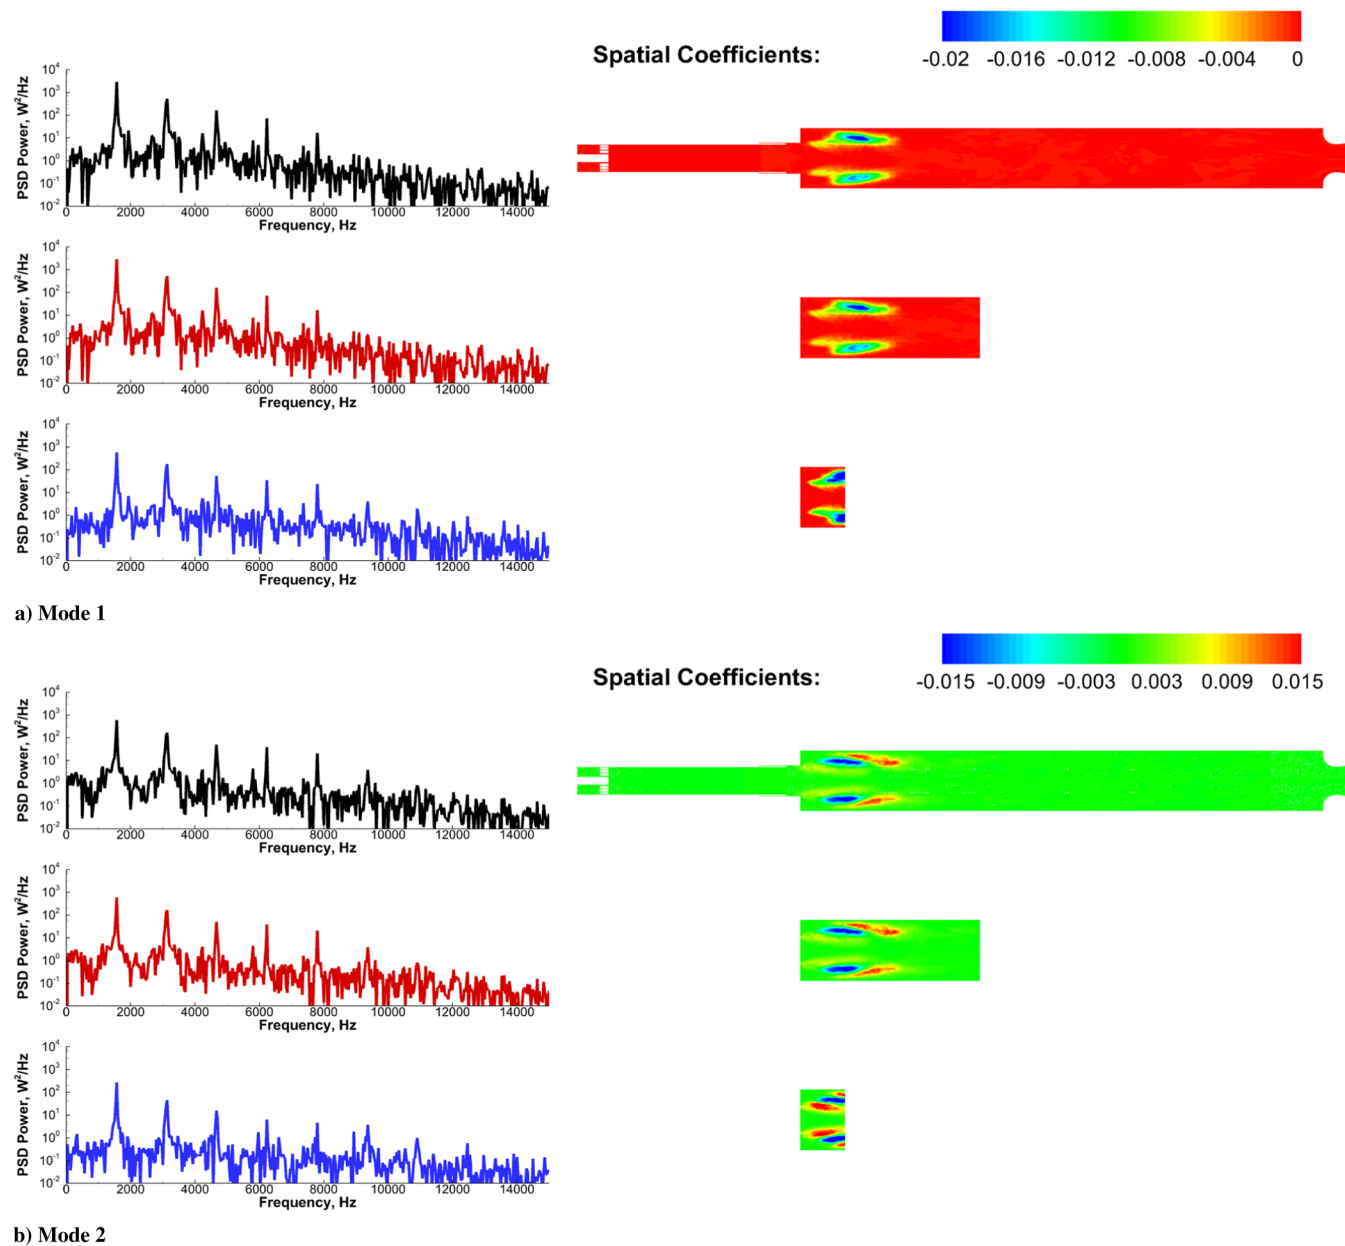 Spatial Coefficients:
-0.02 -0.016 -0.012 -0.008 -0.004 0
PSD Power, W²/Hz
10⁴
10³
10²
10¹
10⁰
10⁻¹
10⁻²
0 2000 4000 6000 8000 10000 12000 14000
Frequency, Hz
PSD Power, W²/Hz
10⁴
10³
10²
10¹
10⁰
10⁻¹
10⁻²
0 2000 4000 6000 8000 10000 12000 14000
Frequency, Hz
PSD Power, W²/Hz
10⁴
10³
10²
10¹
10⁰
10⁻¹
10⁻²
0 2000 4000 6000 8000 10000 12000 14000
Frequency, Hz
a) Mode 1
Spatial Coefficients:
-0.015 -0.009 -0.003 0.003 0.009 0.015
PSD Power, W²/Hz
10⁴
10³
10²
10¹
10⁰
10⁻¹
10⁻²
0 2000 4000 6000 8000 10000 12000 14000
Frequency, Hz
PSD Power, W²/Hz
10⁴
10³
10²
10¹
10⁰
10⁻¹
10⁻²
0 2000 4000 6000 8000 10000 12000 14000
Frequency, Hz
PSD Power, W²/Hz
10⁴
10³
10²
10¹
10⁰
10⁻¹
10⁻²
0 2000 4000 6000 8000 10000 12000 14000
Frequency, Hz
b) Mode 2